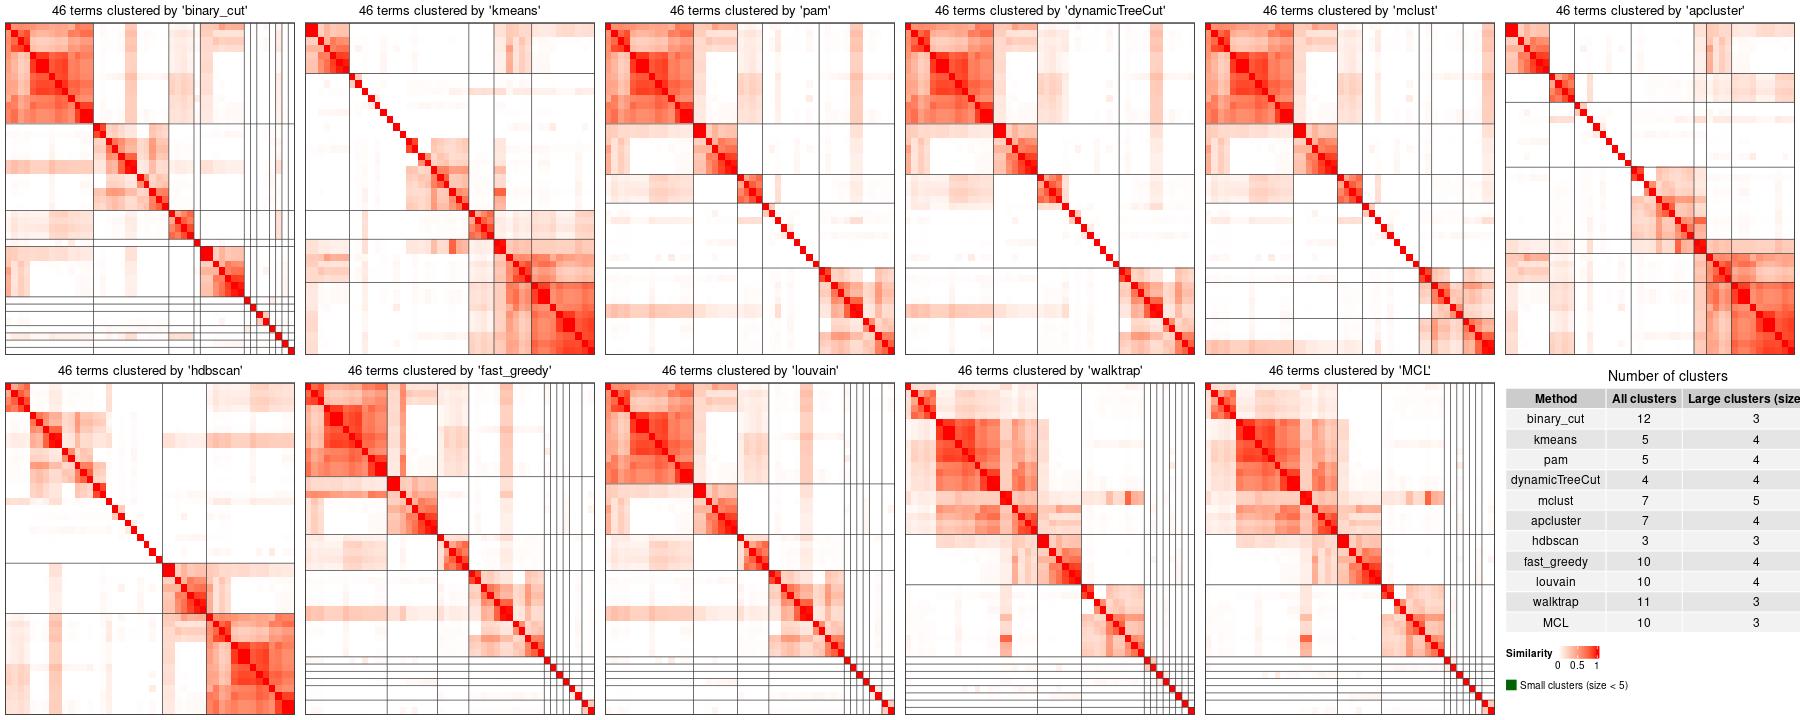 46 terms clustered by 'binary_cut'
46 terms clustered by 'kmeans'
46 terms clustered by 'pam'
46 terms clustered by 'dynamicTreeCut'
46 terms clustered by 'mclust'
46 terms clustered by 'apcluster'
46 terms clustered by 'hdbscan'
46 terms clustered by 'fast_greedy'
46 terms clustered by 'louvain'
46 terms clustered by 'walktrap'
46 terms clustered by 'MCL'
Number of clusters
Method All clusters Large clusters (size
binary_cut 12 3
kmeans 5 4
pam 5 4
dynamicTreeCut 4 4
mclust 7 5
apcluster 7 4
hdbscan 3 3
fast_greedy 10 4
louvain 10 4
walktrap 11 3
MCL 10 3
Similarity
0 0.5 1
Small clusters (size < 5)